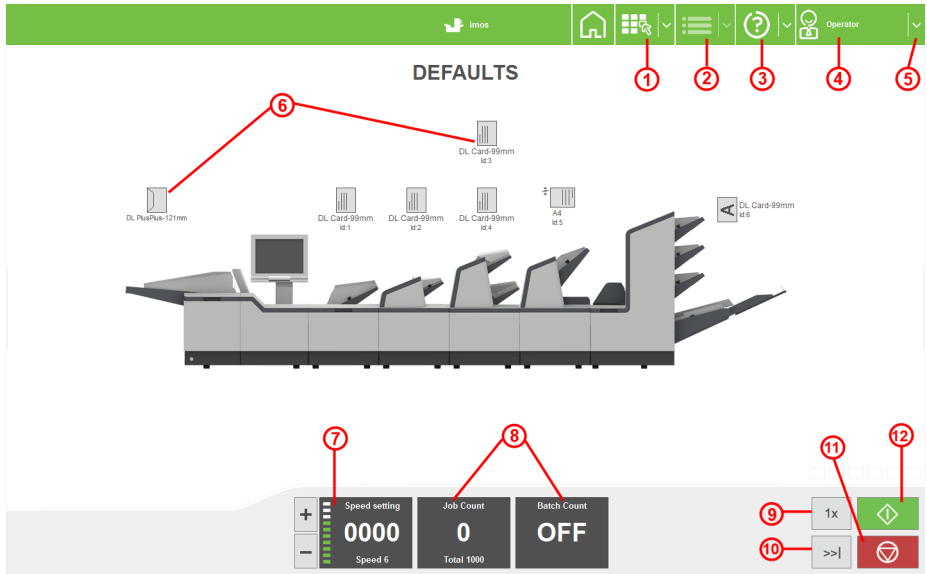 imos
Operator
1
2
3
4
5
DEFAULTS
6
DL Card-99mm
Id:3
DL PlusPlus-121mm
DL Card-99mm
Id:1
DL Card-99mm
Id:2
DL Card-99mm
Id:4
A4
Id:5
A
DL Card-99mm
Id:6
7
8
11
12
+
−
Speed setting
0000
Speed 6
Job Count
0
Total 1000
Batch Count
OFF
9
1x
10
>>|